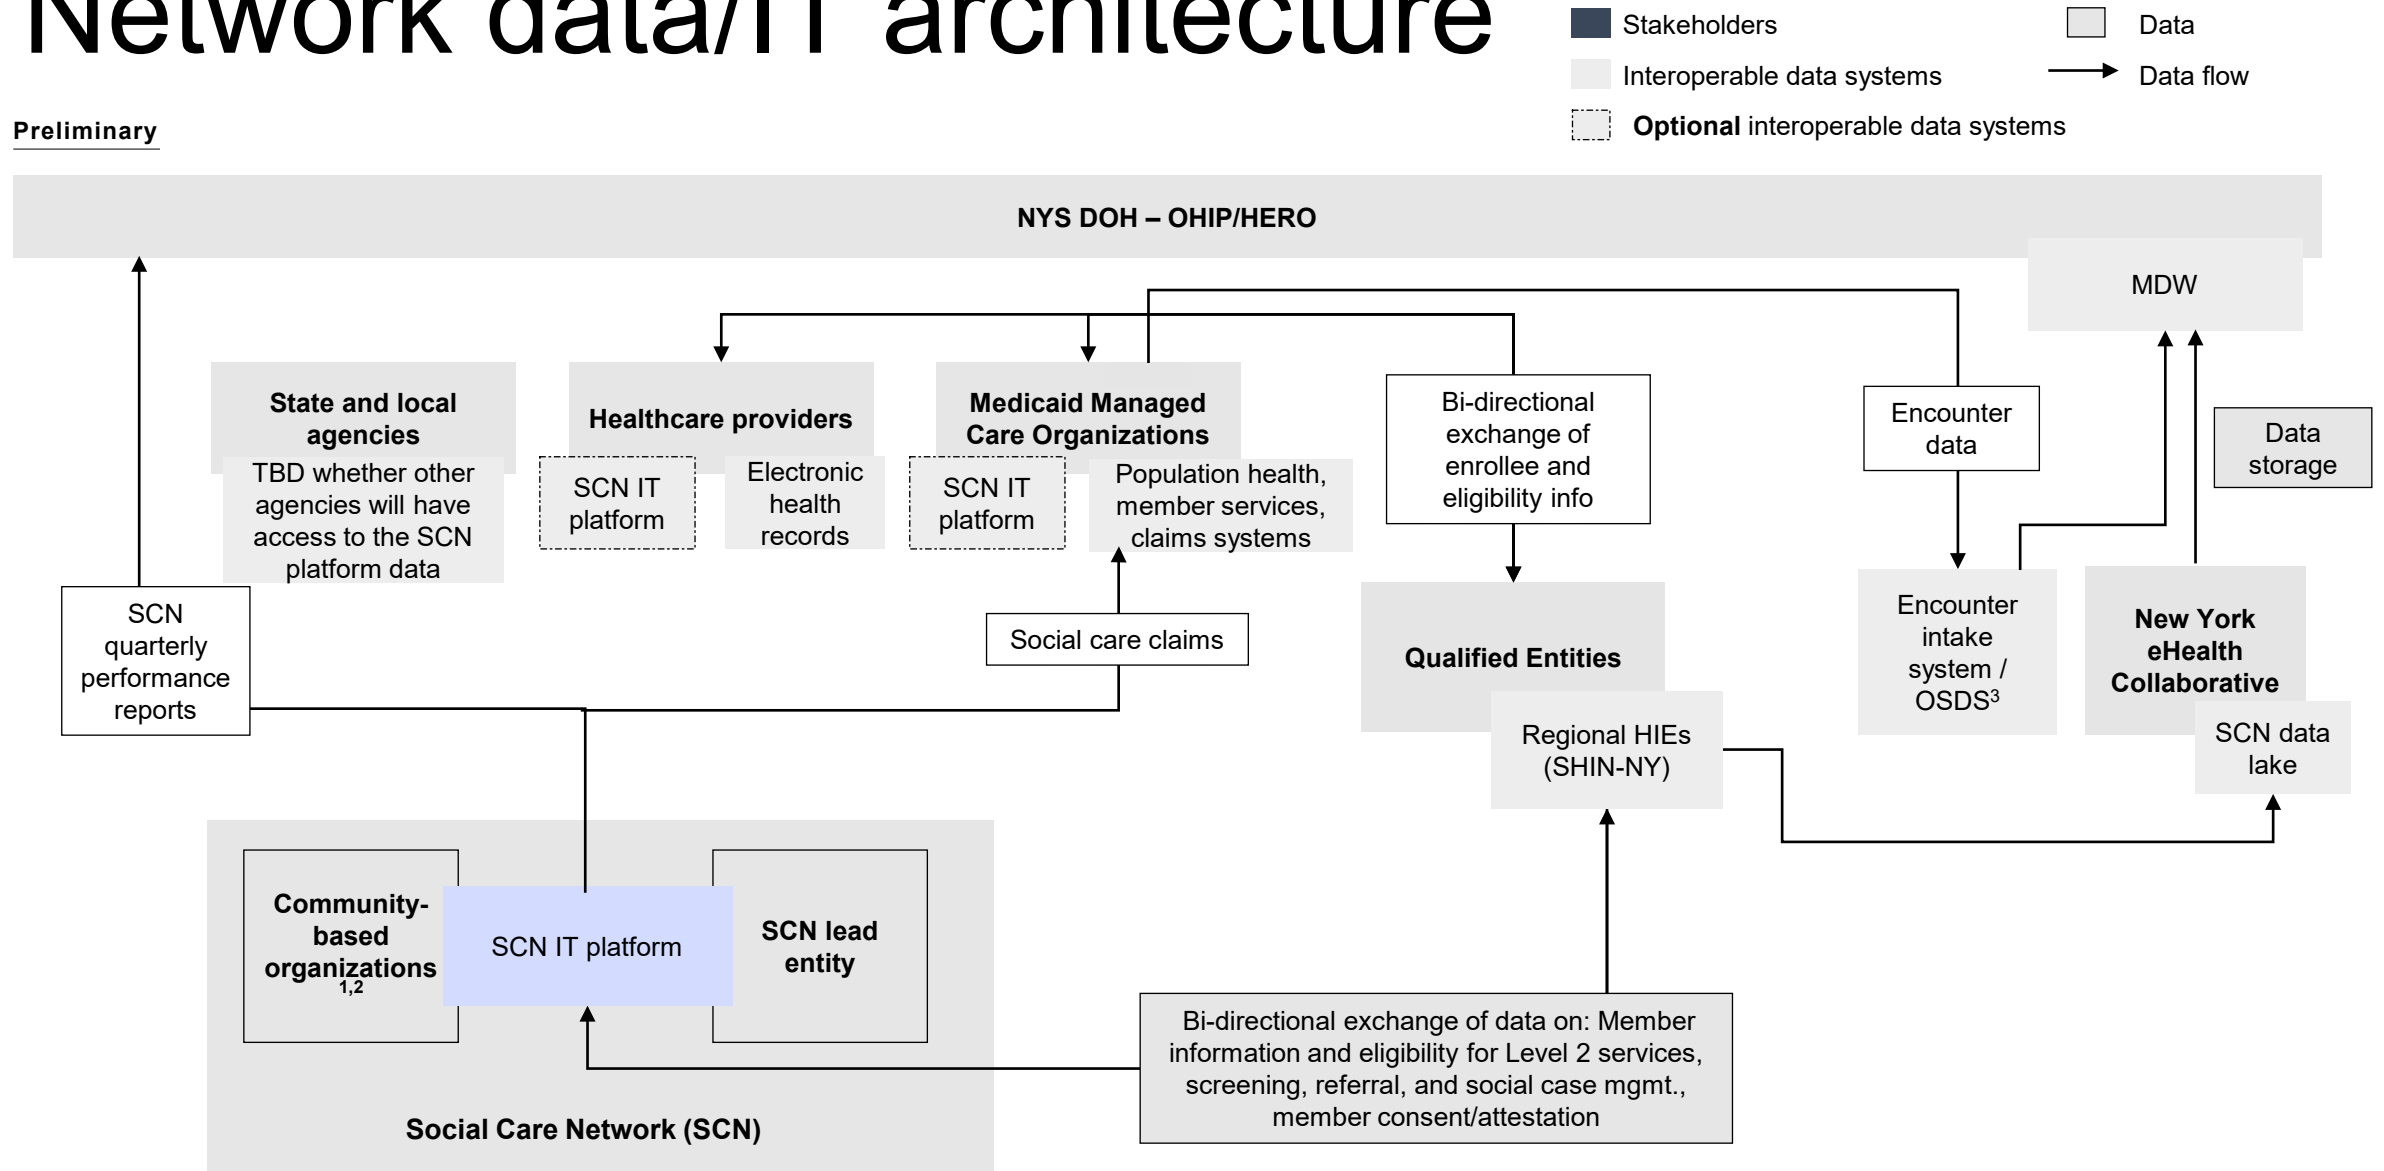 Network data/IT architecture
Stakeholders
Data
Interoperable data systems
Data flow
Optional interoperable data systems
Preliminary
NYS DOH – OHIP/HERO
MDW
State and local
agencies
TBD whether other
agencies will have
access to the SCN
platform data
Healthcare providers
SCN IT
platform
Electronic
health
records
Medicaid Managed
Care Organizations
SCN IT
platform
Population health,
member services,
claims systems
Bi-directional
exchange of
enrollee and
eligibility info
Encounter
data
Data
storage
SCN
quarterly
performance
reports
Social care claims
Qualified Entities
Regional HIEs
(SHIN-NY)
Encounter
intake
system /
OSDS³
New York
eHealth
Collaborative
SCN data
lake
Community-
based
organizations
1,2
SCN IT platform
SCN lead
entity
Social Care Network (SCN)
Bi-directional exchange of data on: Member
information and eligibility for Level 2 services,
screening, referral, and social case mgmt.,
member consent/attestation